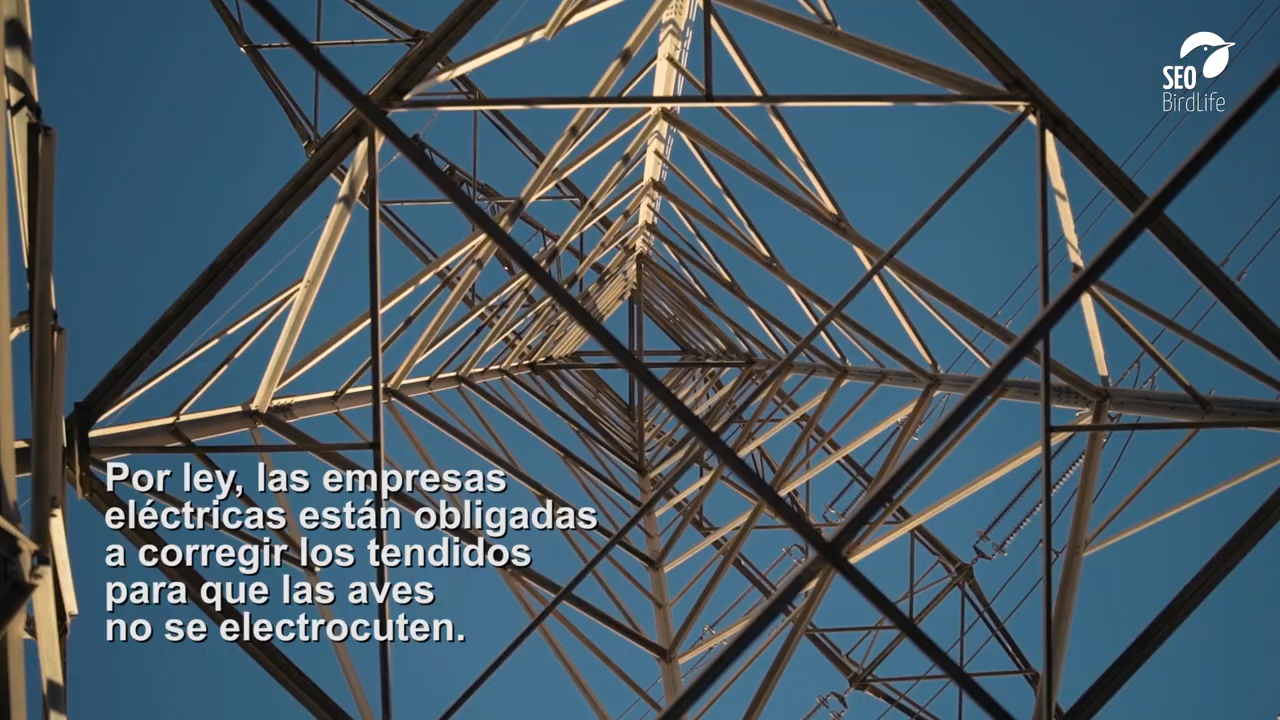 SEO
BirdLife
Por ley, las empresas
eléctricas están obligadas
a corregir los tendidos
para que las aves
no se electrocuten.